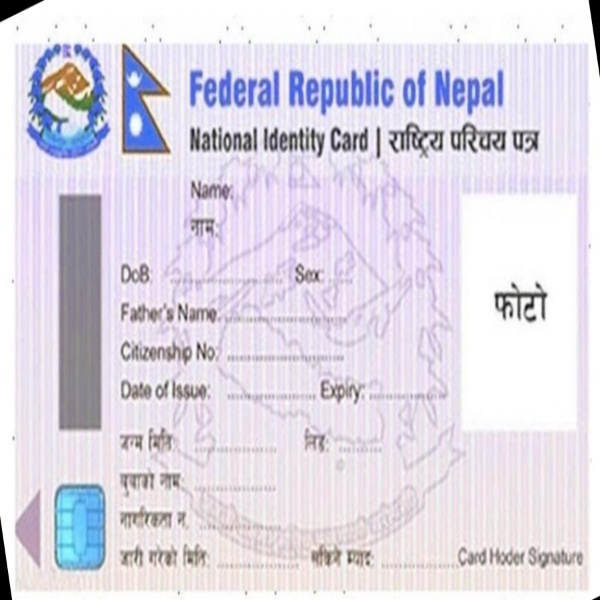 Federal Republic of Nepal
National Identity Card | राष्ट्रिय परिचय पत्र
Name:
नाम:
फोटो
DoB: .................... Sex: ..........
Father's Name: ....................
Citizenship No: ....................
Date of Issue: .................... Expiry: ....................
जन्म मिति: .................... लिङ्ग: ..........
बुवाको नाम: ....................
नागरिकता न. ....................
जारी गरेको मिति: .................... सकिने म्याद: ....................
Card Hoder Signature